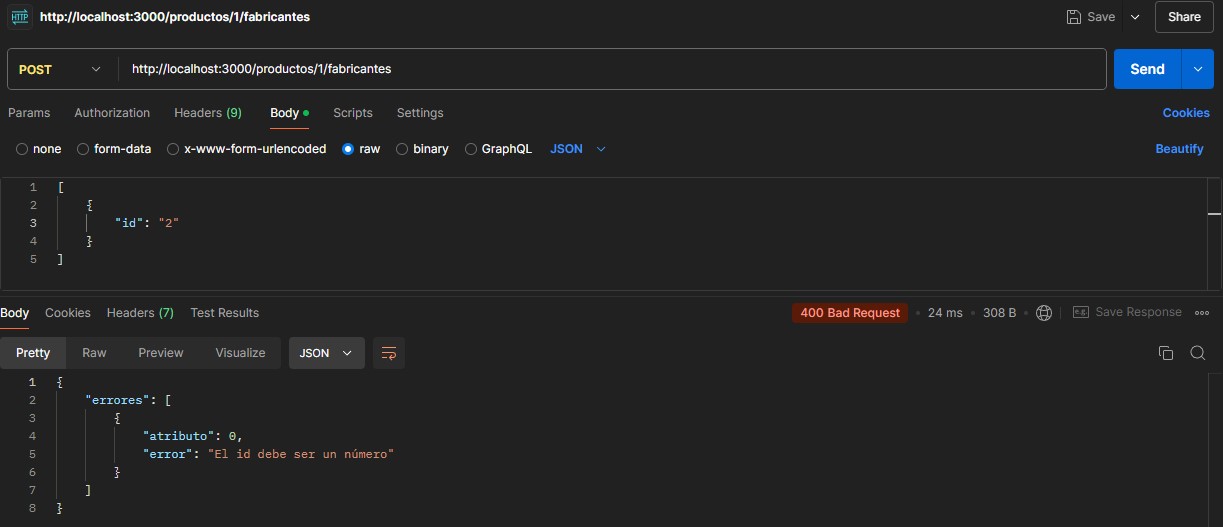 HTTP http://localhost:3000/productos/1/fabricantes Save Share
POST http://localhost:3000/productos/1/fabricantes Send
Params Authorization Headers (9) Body Scripts Settings Cookies
none form-data x-www-form-urlencoded raw binary GraphQL JSON Beautify
1 [
2 {
3 "id": "2"
4 }
5 ]
Body Cookies Headers (7) Test Results 400 Bad Request 24 ms 308 B e.g. Save Response
Pretty Raw Preview Visualize JSON
1 {
2 "errores": [
3 {
4 "atributo": 0,
5 "error": "El id debe ser un número"
6 }
7 ]
8 }